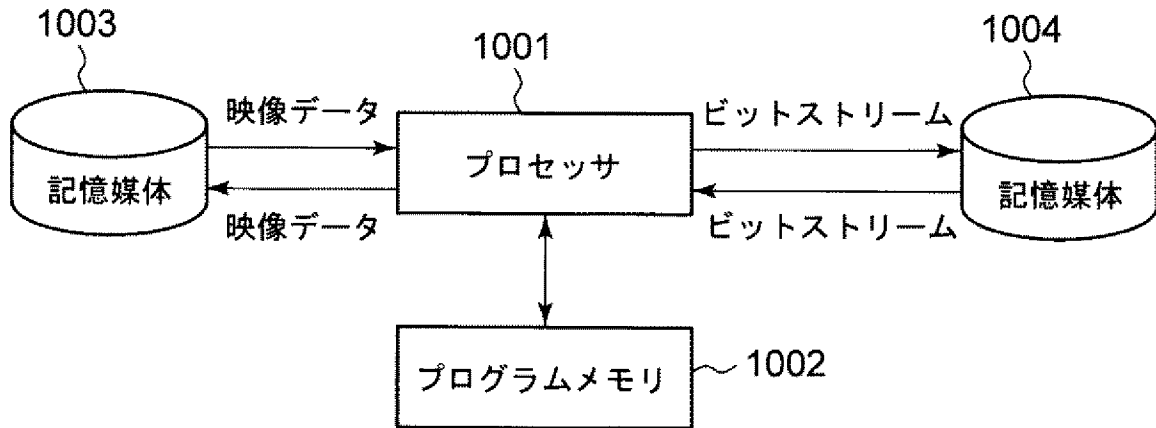 1003
1001
1004
映像データ
ビットストリーム
記憶媒体
プロセッサ
記憶媒体
映像データ
ビットストリーム
プログラムメモリ
1002